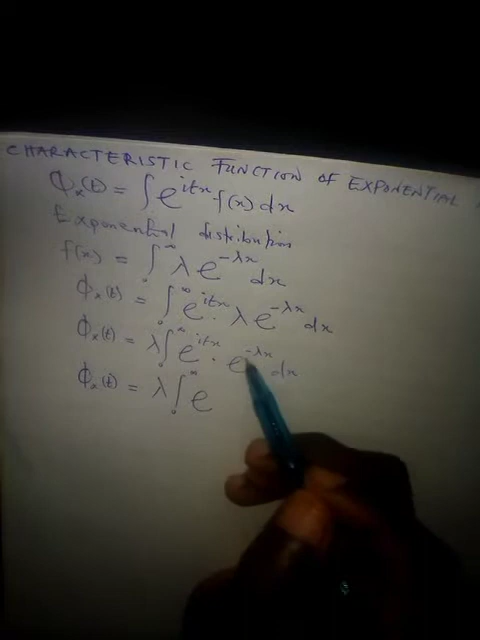 CHARACTERISTIC FUNCTION OF EXPONENTIAL
Φₓ(t) = ∫e^{itx} f(x) dx
Exponential distribution
f(x) = ∫₀^∞ λ e^{-λx} dx
Φₓ(t) = ∫₀^∞ e^{itx} . λ e^{-λx} dx
Φₓ(t) = λ∫₀^∞ e^{itx} . e^{-λx} dx
Φₓ(t) = λ∫₀^∞ e